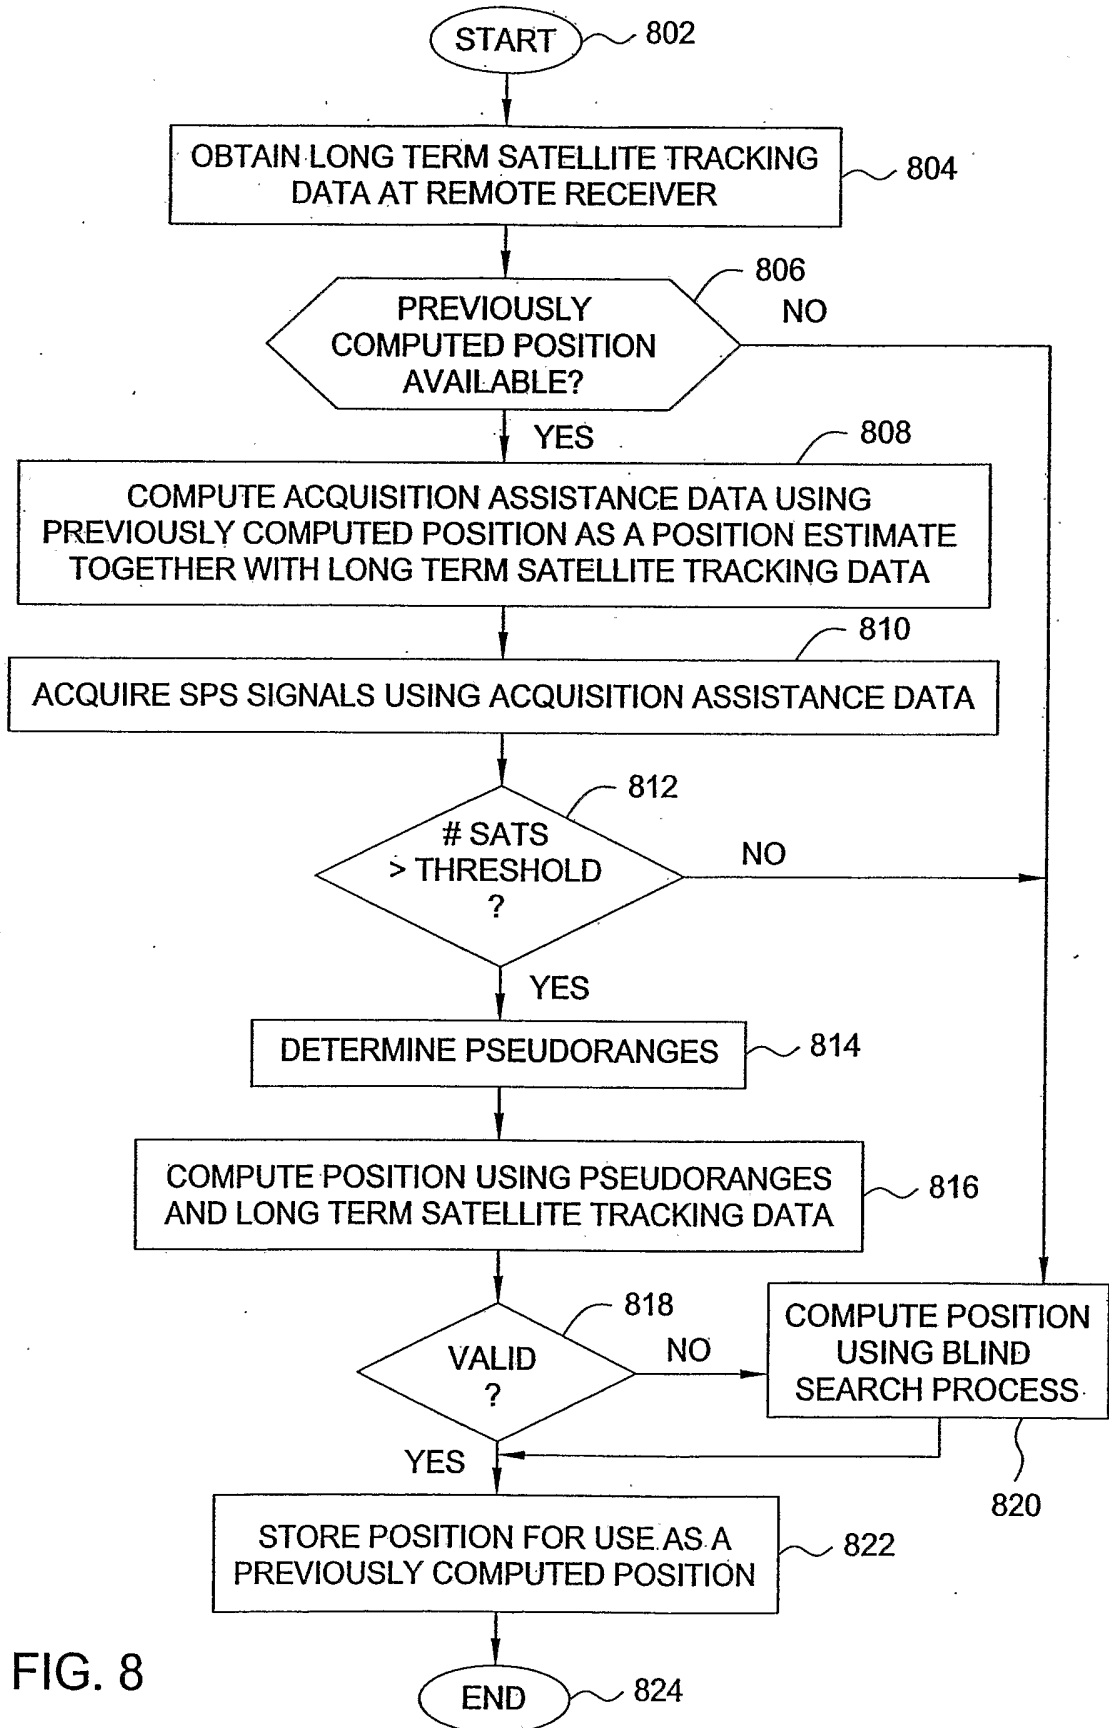 START
802
OBTAIN LONG TERM SATELLITE TRACKING
DATA AT REMOTE RECEIVER
804
806
PREVIOUSLY
COMPUTED POSITION
AVAILABLE?
NO
YES
808
COMPUTE ACQUISITION ASSISTANCE DATA USING
PREVIOUSLY COMPUTED POSITION AS A POSITION ESTIMATE
TOGETHER WITH LONG TERM SATELLITE TRACKING DATA
810
ACQUIRE SPS SIGNALS USING ACQUISITION ASSISTANCE DATA
812
# SATS
> THRESHOLD
?
NO
YES
DETERMINE PSEUDORANGES
814
COMPUTE POSITION USING PSEUDORANGES
AND LONG TERM SATELLITE TRACKING DATA
816
818
VALID
?
NO
COMPUTE POSITION
USING BLIND
SEARCH PROCESS
820
YES
STORE POSITION FOR USE AS A
PREVIOUSLY COMPUTED POSITION
822
END
824
FIG. 8